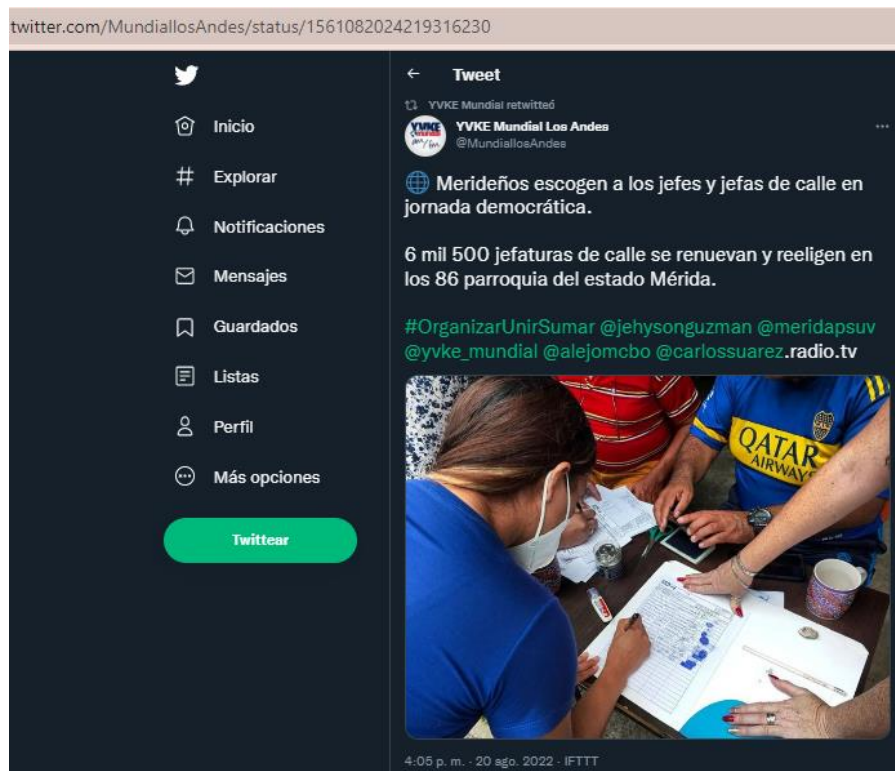 twitter.com/MundiallosAndes/status/1561082024219316230
Inicio
Explorar
Notificaciones
Mensajes
Guardados
Listas
Perfil
Más opciones
Twittear
Tweet
YVKE Mundial retwitteó
YVKE Mundial Los Andes
@MundiallosAndes
Merideños escogen a los jefes y jefas de calle en
jornada democrática.
6 mil 500 jefaturas de calle se renuevan y reeligen en
los 86 parroquia del estado Mérida.
#OrganizarUnirSumar @jehysonguzman @meridapsuv
@yvke_mundial @alejomcbo @carlossuarez.radio.tv
QATAR
AIRWAYS
4:05 p. m. · 20 ago. 2022 · IFTTT